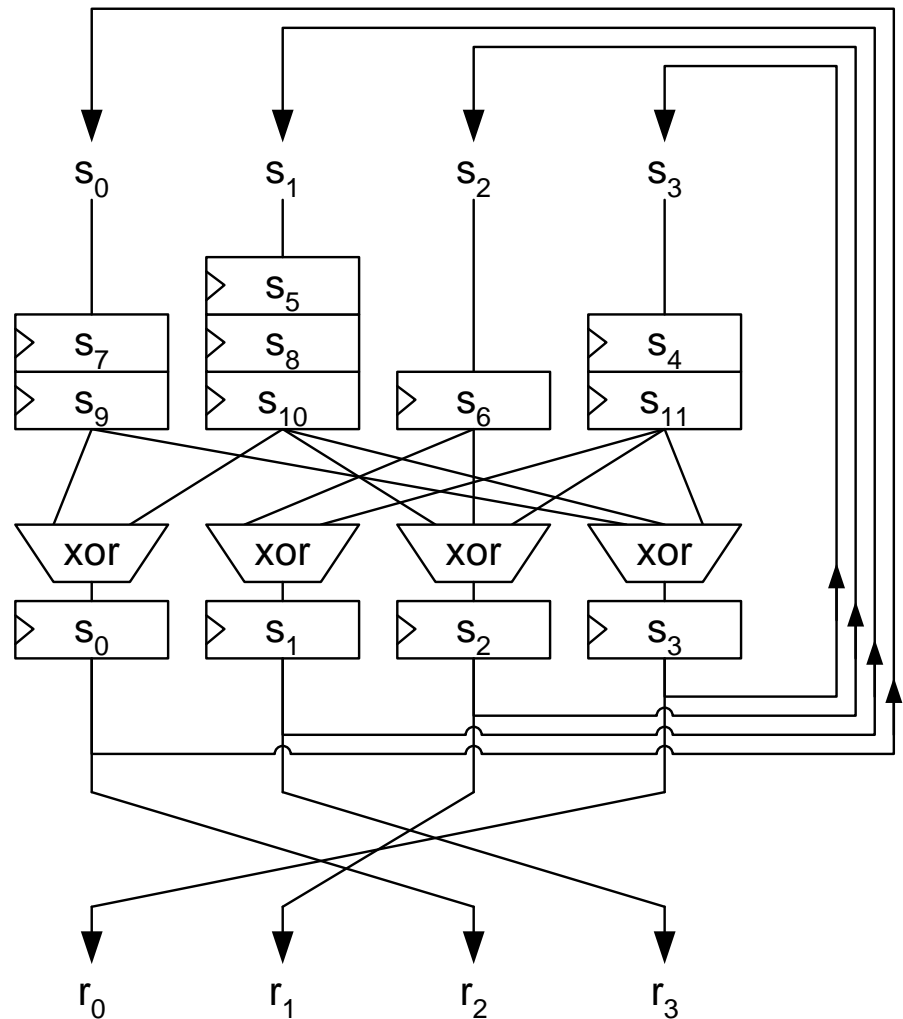 s₀ s₁ s₂ s₃
s₅
s₇ s₈ s₄
s₉ s₁₀ s₆ s₁₁
xor xor xor xor
s₀ s₁ s₂ s₃
r₀ r₁ r₂ r₃